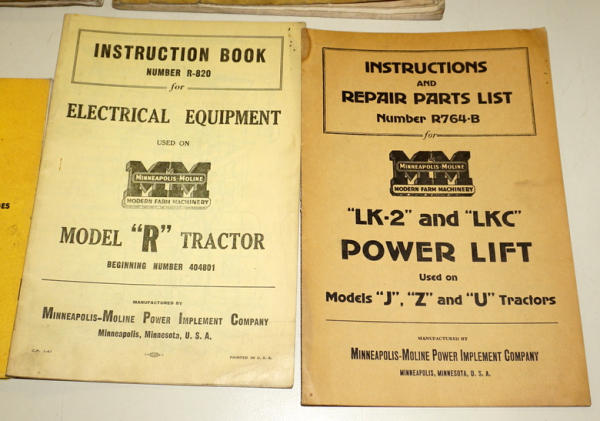 INSTRUCTION BOOK
NUMBER R-820
for
ELECTRICAL EQUIPMENT
USED ON
MM
MINNEAPOLIS-MOLINE
MODERN FARM MACHINERY
MODEL "R" TRACTOR
BEGINNING NUMBER 404801
MANUFACTURED BY
MINNEAPOLIS-MOLINE POWER IMPLEMENT COMPANY
Minneapolis, Minnesota, U. S. A.
PRINTED IN U.S.A.
INSTRUCTIONS
AND
REPAIR PARTS LIST
Number R764-B
for
MM
MINNEAPOLIS-MOLINE
MODERN FARM MACHINERY
"LK-2" and "LKC"
POWER LIFT
Used on
Models "J", "Z" and "U" Tractors
MANUFACTURED BY
MINNEAPOLIS-MOLINE POWER IMPLEMENT COMPANY
MINNEAPOLIS, MINNESOTA, U. S. A.